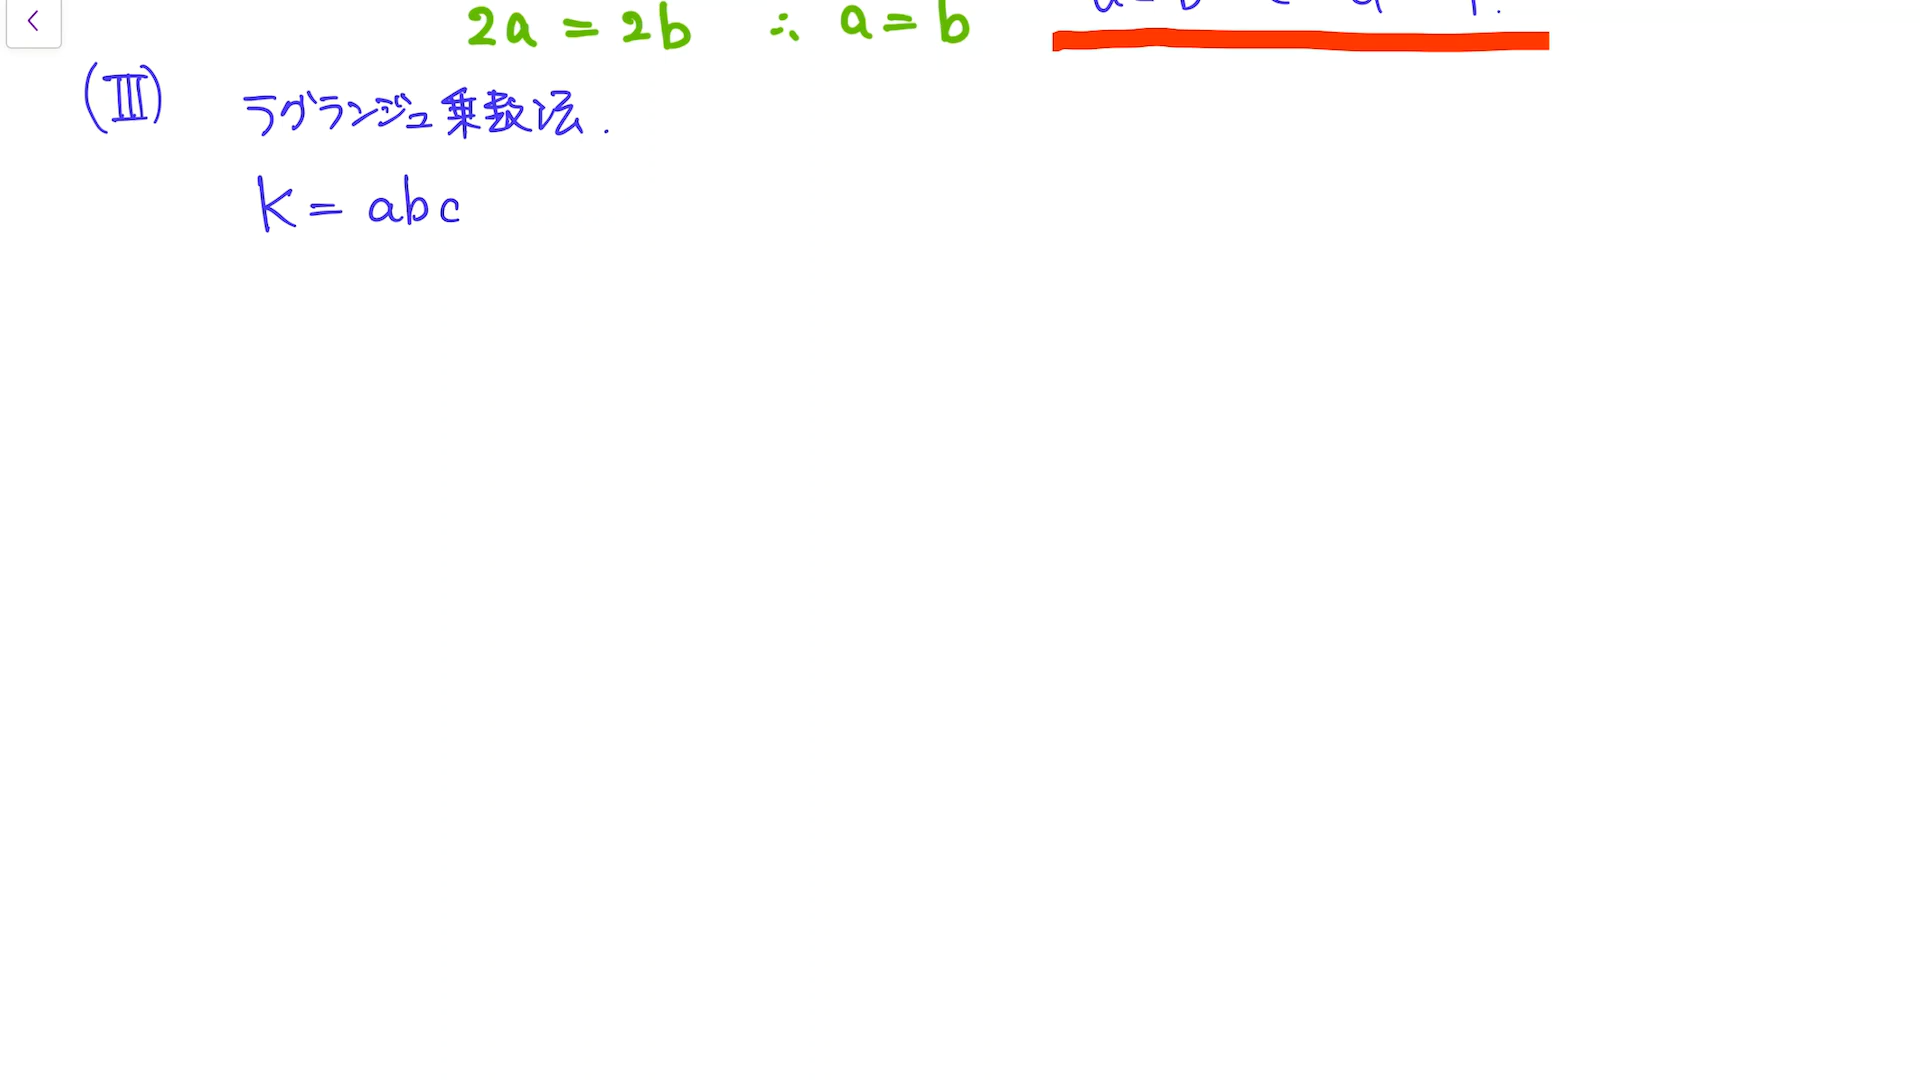 2a = 2b ∴ a = b
(III) ラグランジュ乗数法.
k = abc